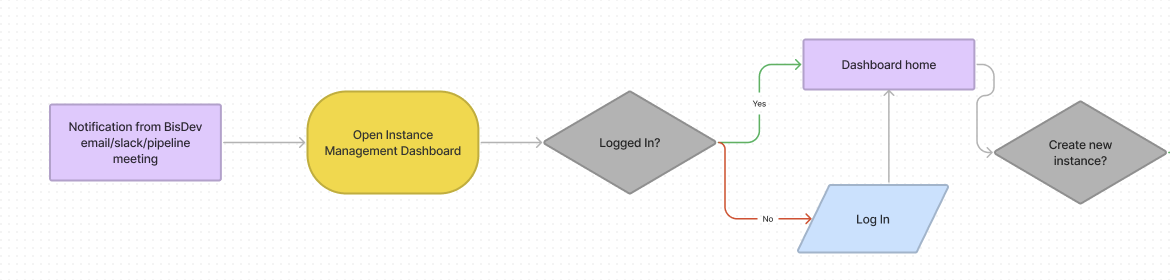 Notification from BisDev
email/slack/pipeline
meeting
Open Instance
Management Dashboard
Logged In?
Yes
No
Dashboard home
Log In
Create new
instance?